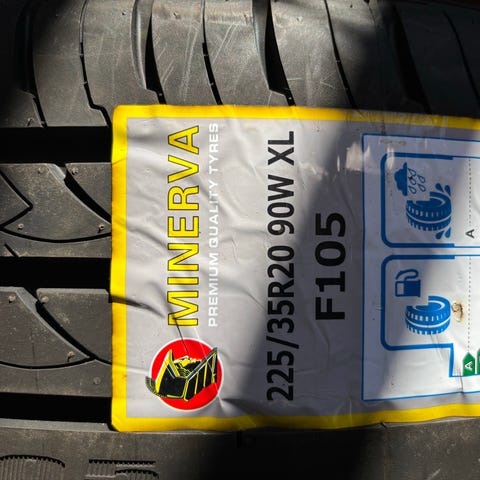 MINERVA
PREMIUM QUALITY TYRES
225/35R20 90W XL
F105
A
A